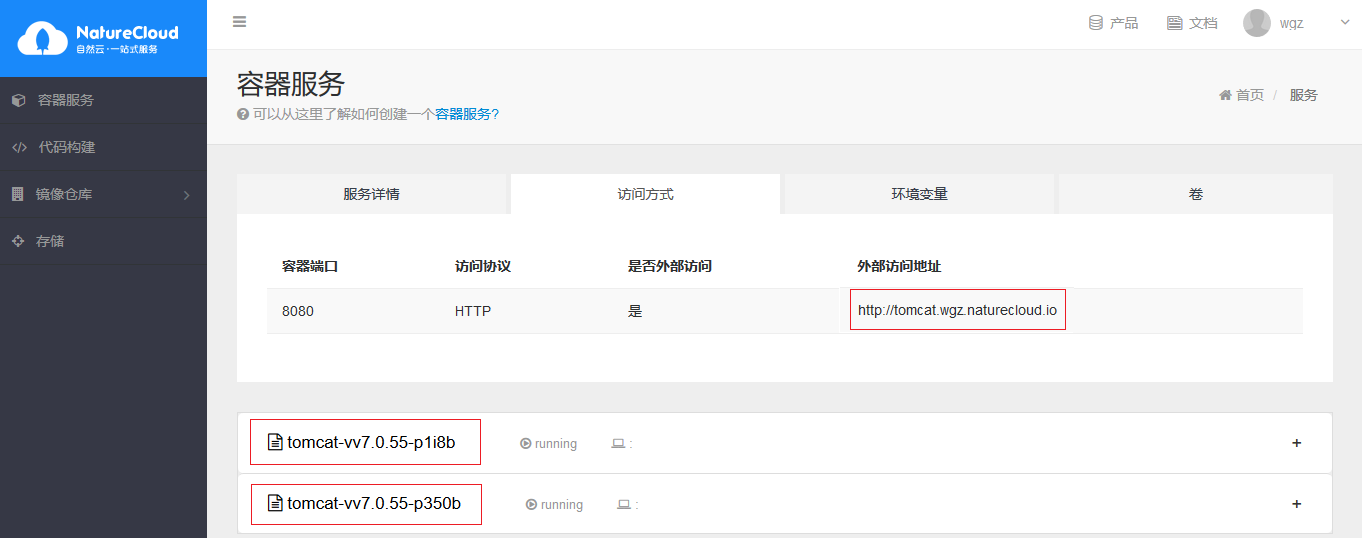 NatureCloud
自然云·一站式服务
产品 文档 wgz
容器服务
代码构建
镜像仓库
存储
容器服务
可以从这里了解如何创建一个容器服务?
首页 / 服务
服务详情 访问方式 环境变量 卷
容器端口 访问协议 是否外部访问 外部访问地址
8080 HTTP 是 http://tomcat.wgz.naturecloud.io
tomcat-vv7.0.55-p1i8b running : +
tomcat-vv7.0.55-p350b running : +